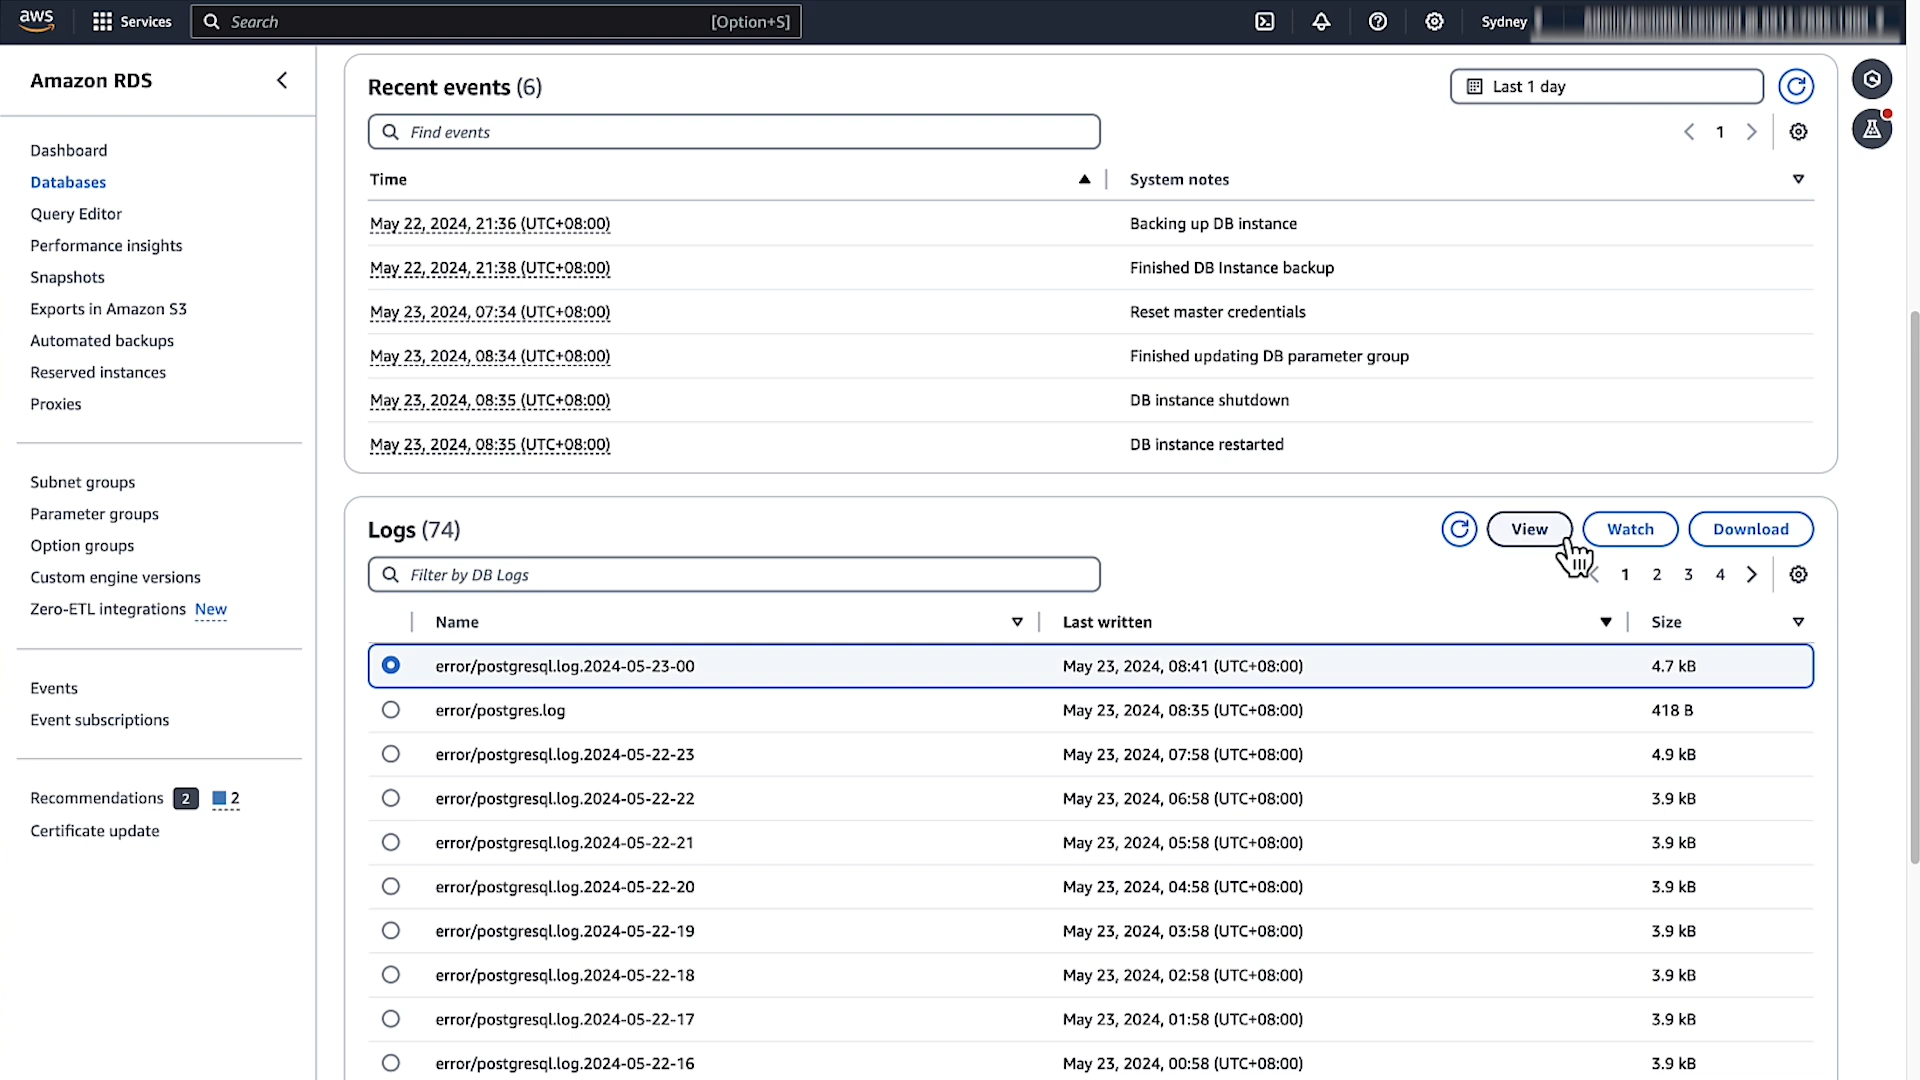 aws Services Search [Option+S] Sydney
Amazon RDS
Dashboard
Databases
Query Editor
Performance insights
Snapshots
Exports in Amazon S3
Automated backups
Reserved instances
Proxies
Subnet groups
Parameter groups
Option groups
Custom engine versions
Zero-ETL integrations New
Events
Event subscriptions
Recommendations 2 2
Certificate update
Recent events (6)
Last 1 day
Find events
1
Time System notes
May 22, 2024, 21:36 (UTC+08:00) Backing up DB instance
May 22, 2024, 21:38 (UTC+08:00) Finished DB Instance backup
May 23, 2024, 07:34 (UTC+08:00) Reset master credentials
May 23, 2024, 08:34 (UTC+08:00) Finished updating DB parameter group
May 23, 2024, 08:35 (UTC+08:00) DB instance shutdown
May 23, 2024, 08:35 (UTC+08:00) DB instance restarted
Logs (74)
View Watch Download
Filter by DB Logs
1 2 3 4
Name Last written Size
error/postgresql.log.2024-05-23-00 May 23, 2024, 08:41 (UTC+08:00) 4.7 kB
error/postgres.log May 23, 2024, 08:35 (UTC+08:00) 418 B
error/postgresql.log.2024-05-22-23 May 23, 2024, 07:58 (UTC+08:00) 4.9 kB
error/postgresql.log.2024-05-22-22 May 23, 2024, 06:58 (UTC+08:00) 3.9 kB
error/postgresql.log.2024-05-22-21 May 23, 2024, 05:58 (UTC+08:00) 3.9 kB
error/postgresql.log.2024-05-22-20 May 23, 2024, 04:58 (UTC+08:00) 3.9 kB
error/postgresql.log.2024-05-22-19 May 23, 2024, 03:58 (UTC+08:00) 3.9 kB
error/postgresql.log.2024-05-22-18 May 23, 2024, 02:58 (UTC+08:00) 3.9 kB
error/postgresql.log.2024-05-22-17 May 23, 2024, 01:58 (UTC+08:00) 3.9 kB
error/postgresql.log.2024-05-22-16 May 23, 2024, 00:58 (UTC+08:00) 3.9 kB